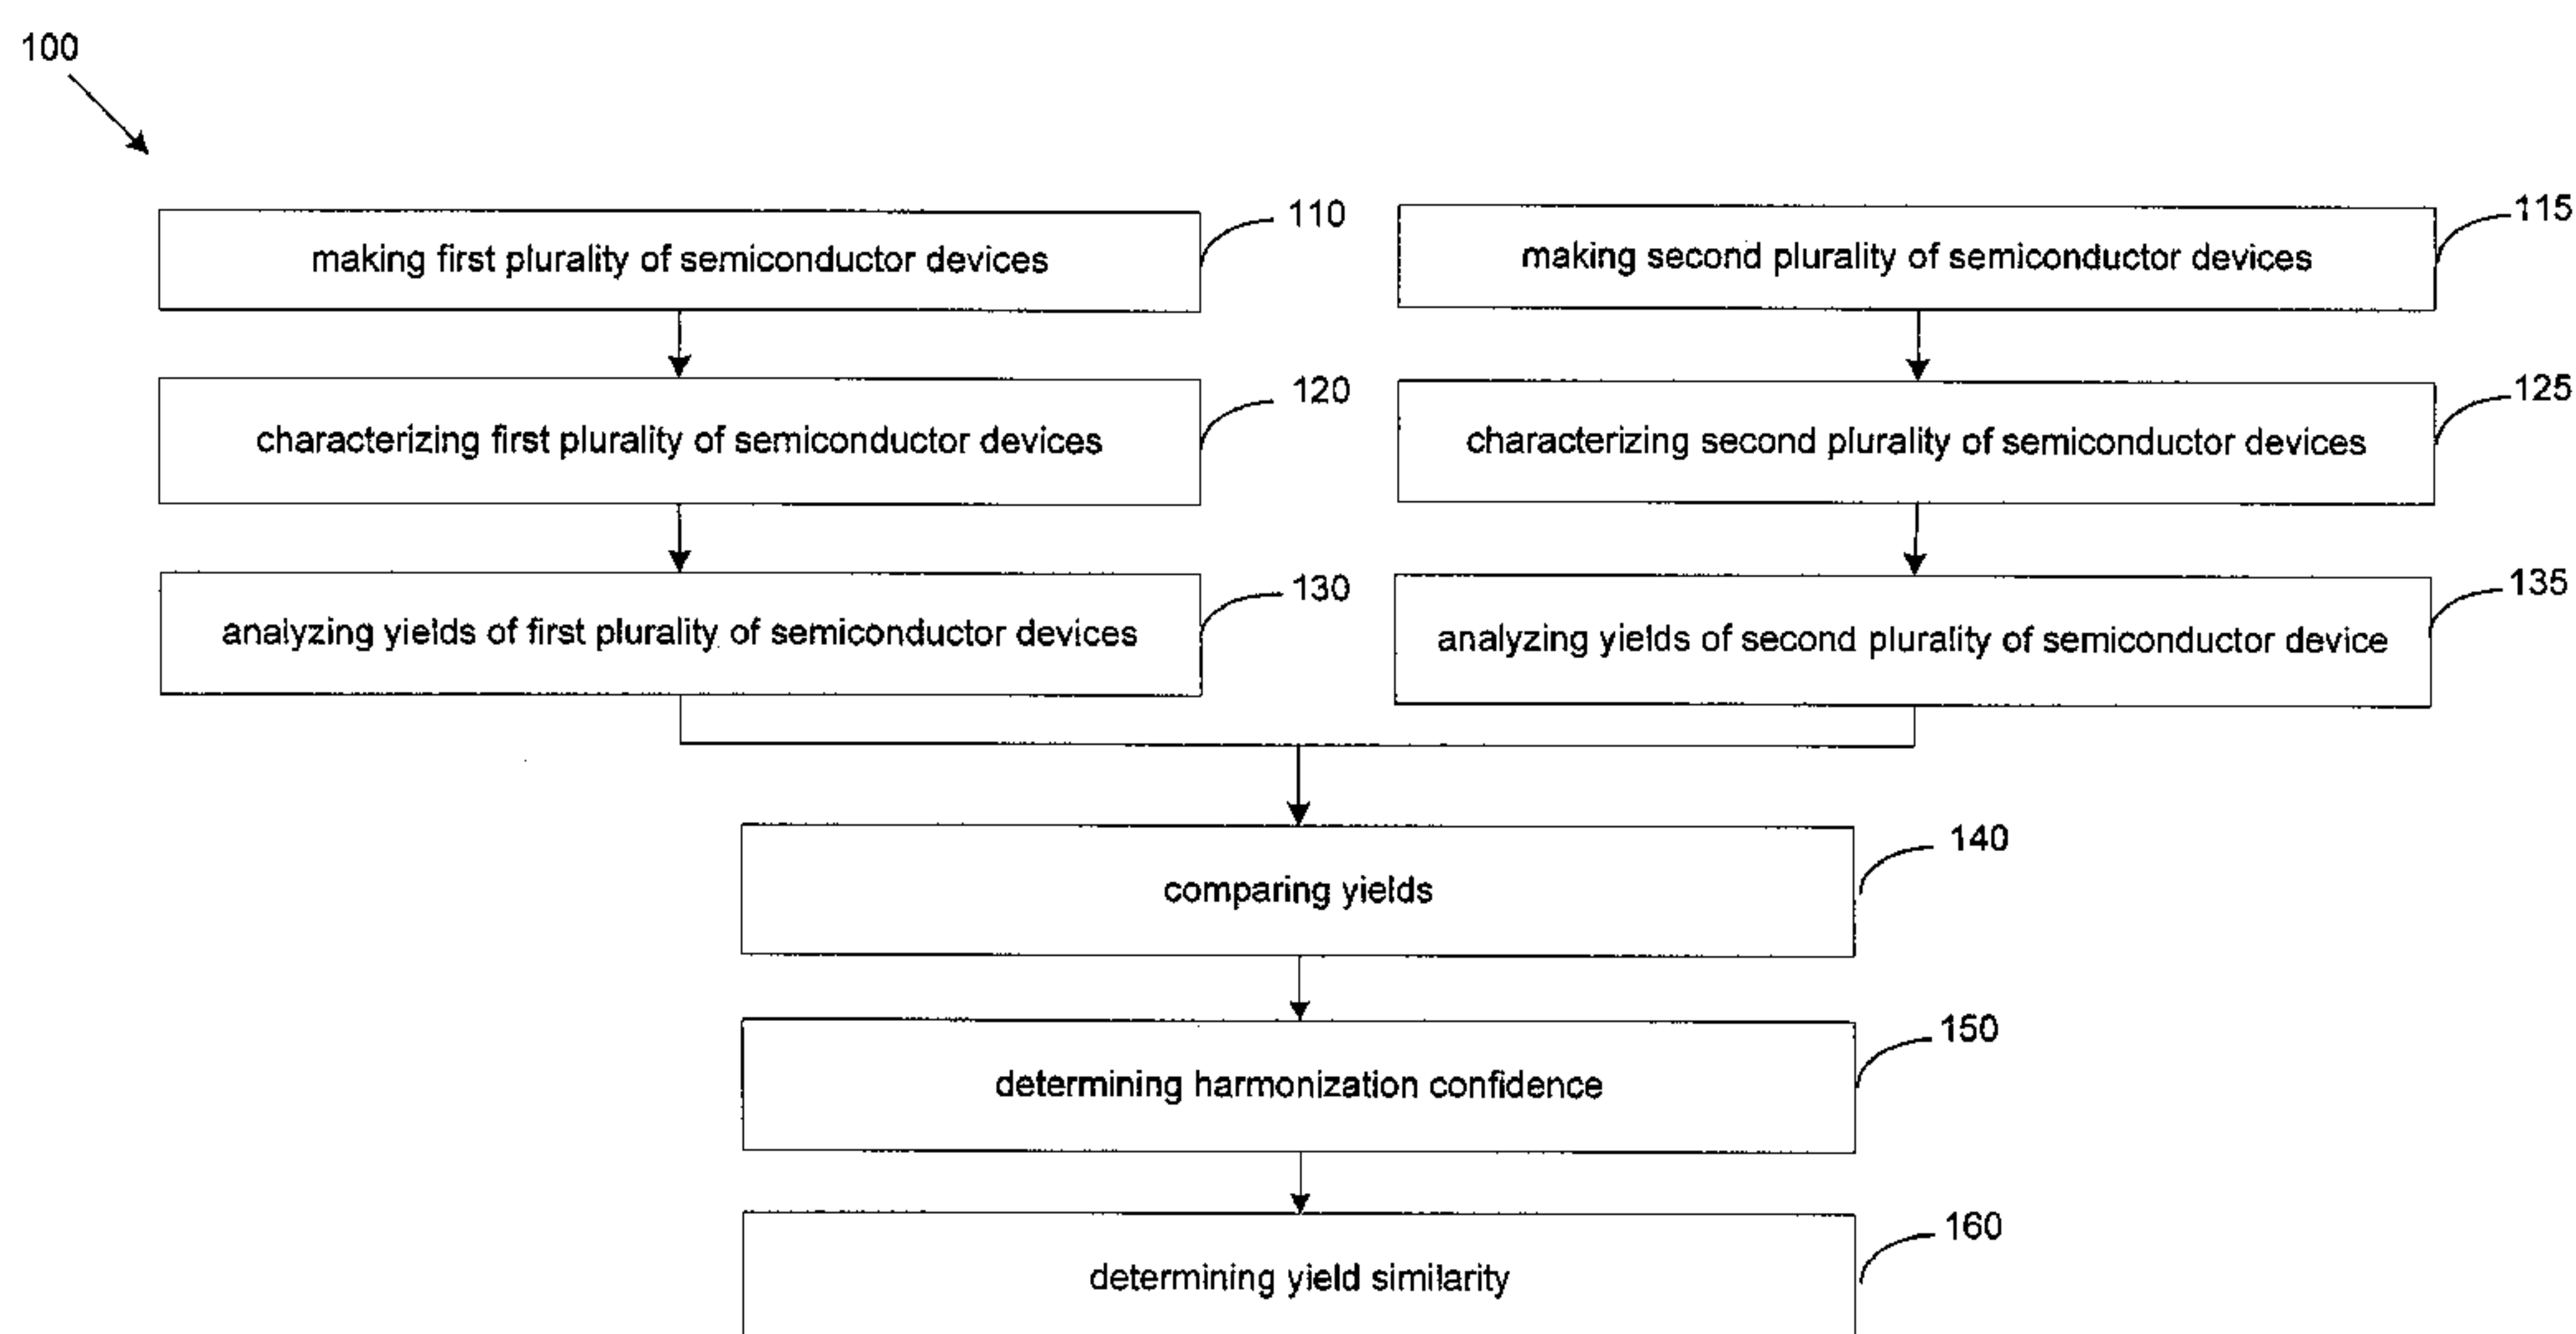 100
making first plurality of semiconductor devices
110
making second plurality of semiconductor devices
115
characterizing first plurality of semiconductor devices
120
characterizing second plurality of semiconductor devices
125
analyzing yields of first plurality of semiconductor devices
130
analyzing yields of second plurality of semiconductor device
135
comparing yields
140
determining harmonization confidence
150
determining yield similarity
160